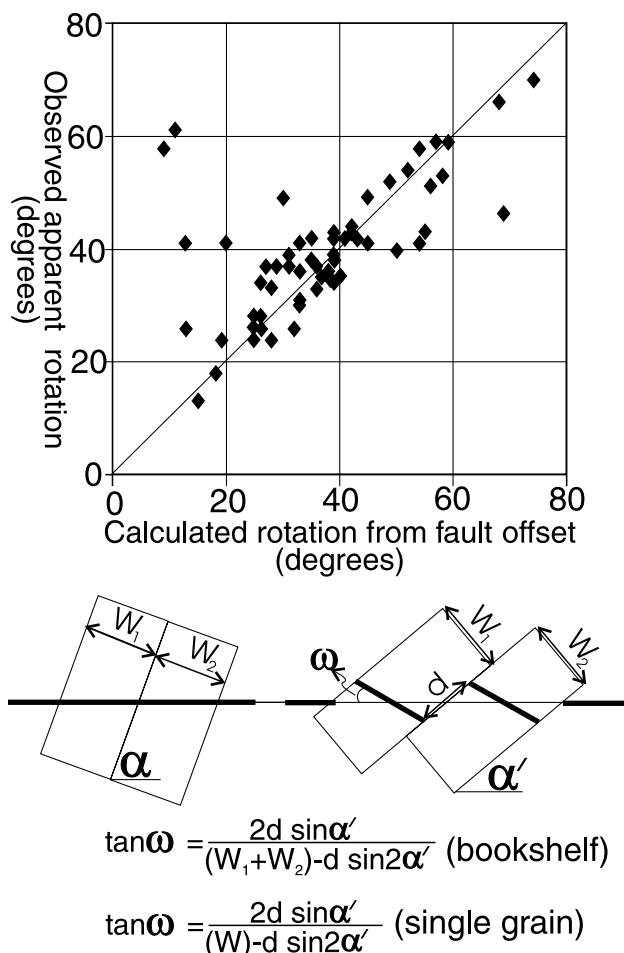 80
60
40
20
0
Observed apparent rotation
(degrees)
0 20 40 60 80
Calculated rotation from fault offset
(degrees)
W₁
W₂
α
ω
d
W₁
W₂
α′
tanω = 2d sinα′
(W₁+W₂)-d sin2α′ (bookshelf)
tanω = 2d sinα′
(W)-d sin2α′ (single grain)